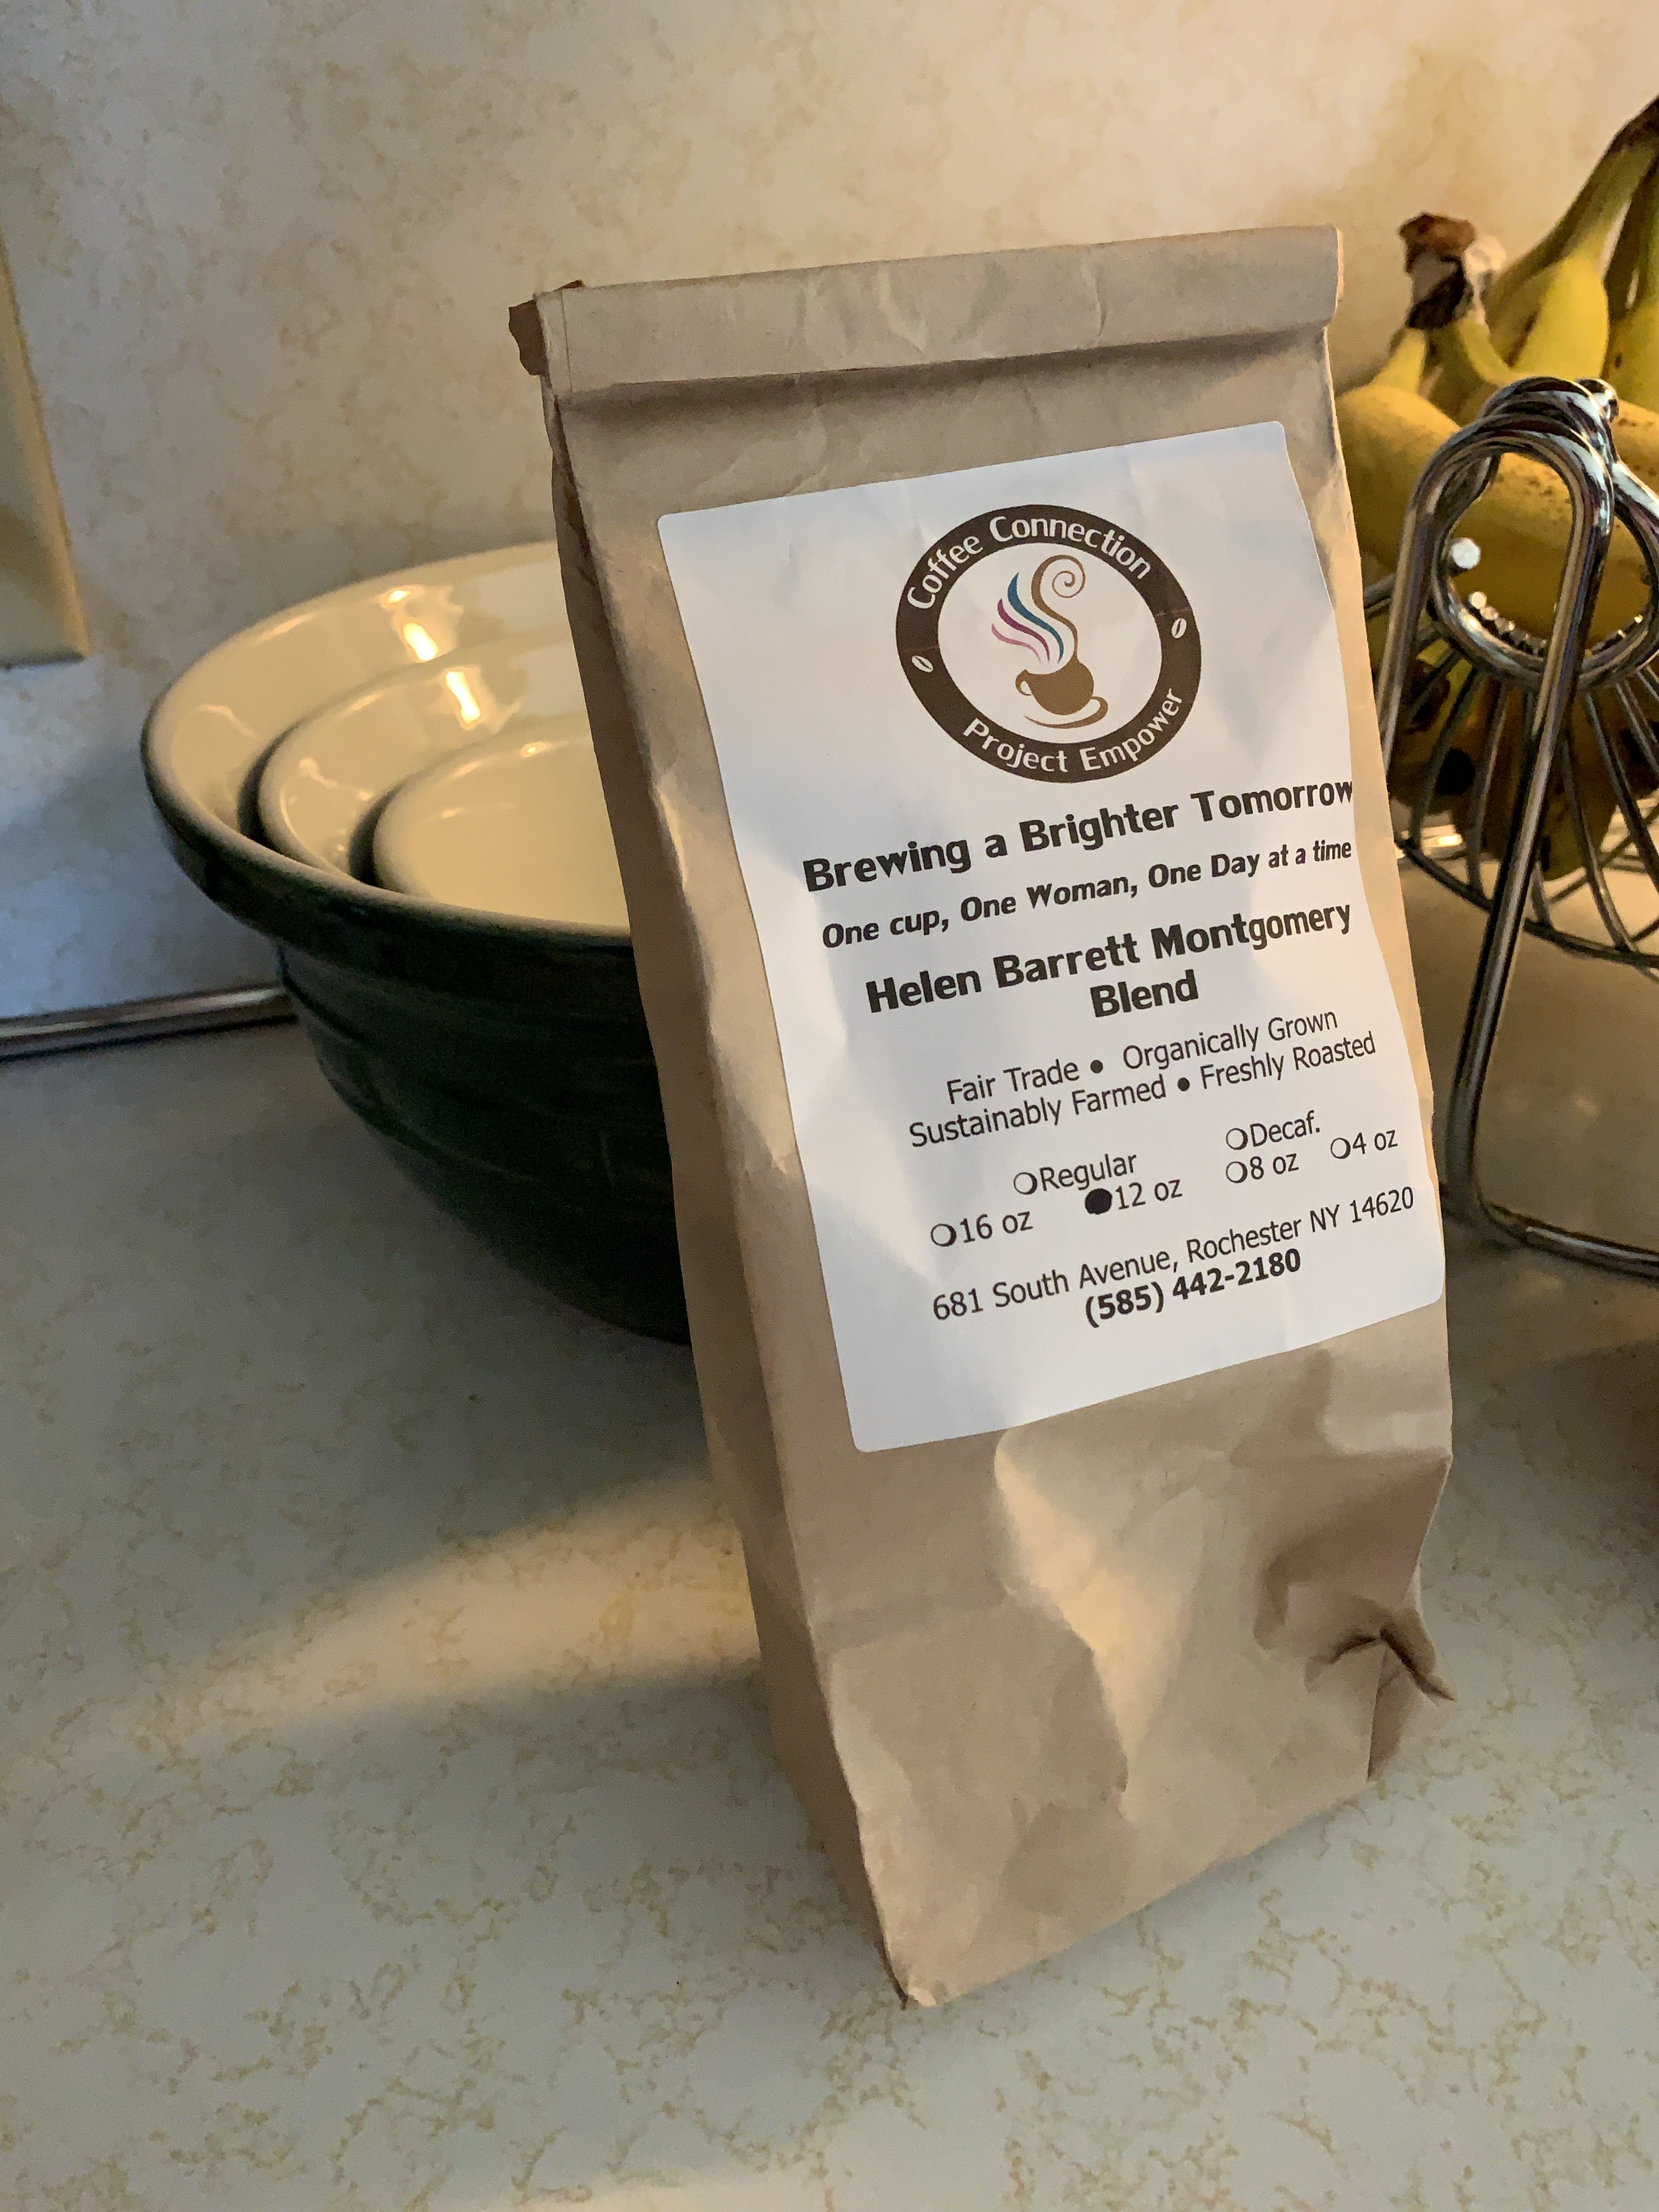 Coffee Connection
Project Empower
Brewing a Brighter Tomorrow
One cup, One Woman, One Day at a time
Helen Barrett Montgomery
Blend
Fair Trade ● Organically Grown
Sustainably Farmed ● Freshly Roasted
❍Regular ❍Decaf.
❍16 oz ●12 oz ❍8 oz ❍4 oz
681 South Avenue, Rochester NY 14620
(585) 442-2180